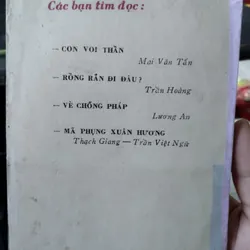 Các bạn tìm đọc :
— CON VOI THẦN
Mai Văn Tấn
— RỒNG RẮN ĐI ĐÂU ?
Trần Hoàng
— VÈ CHỐNG PHÁP
Lương An
— MÃ PHỤNG XUÂN HƯƠNG
Thạch Giang — Trần Việt Ngữ